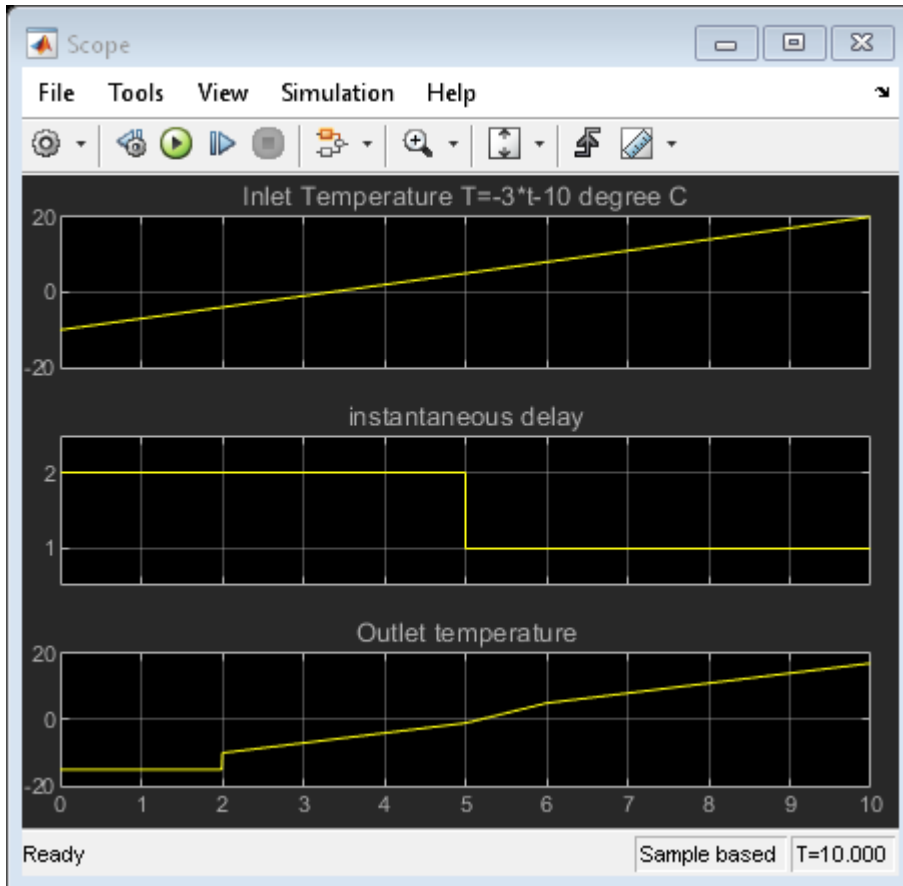 Scope
File Tools View Simulation Help
Inlet Temperature T=-3*t-10 degree C
20
0
-20
instantaneous delay
2
1
Outlet temperature
20
0
-20
0 1 2 3 4 5 6 7 8 9 10
Ready Sample based T=10.000